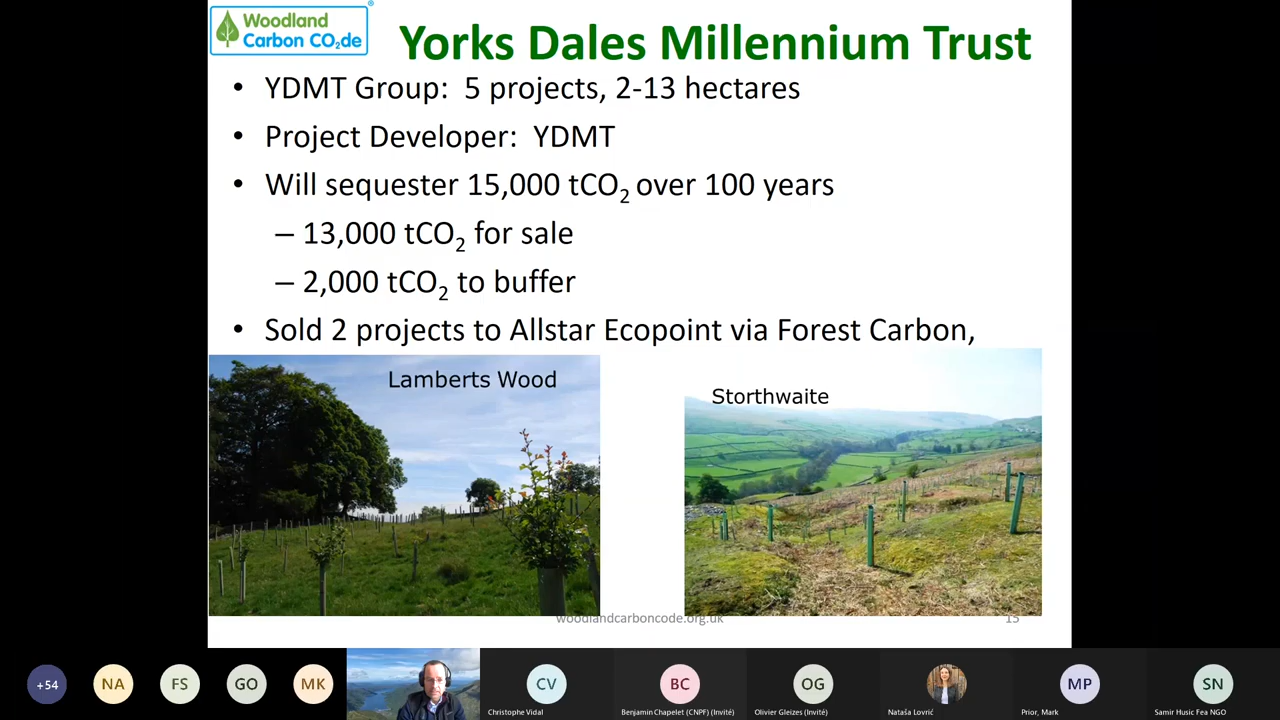 Woodland
Carbon CO₂de®
Yorks Dales Millennium Trust
• YDMT Group: 5 projects, 2-13 hectares
• Project Developer: YDMT
• Will sequester 15,000 tCO₂ over 100 years
– 13,000 tCO₂ for sale
– 2,000 tCO₂ to buffer
• Sold 2 projects to Allstar Ecopoint via Forest Carbon,
Lamberts Wood
Storthwaite
woodlandcarboncode.org.uk
15
+54
NA
FS
GO
MK
CV
BC
OG
MP
SN
Christophe Vidal
Benjamin Chapelet (CNPF) (Invité)
Olivier Gleizes (Invité)
Nataša Lovrić
Prior, Mark
Samir Husic Fea NGO